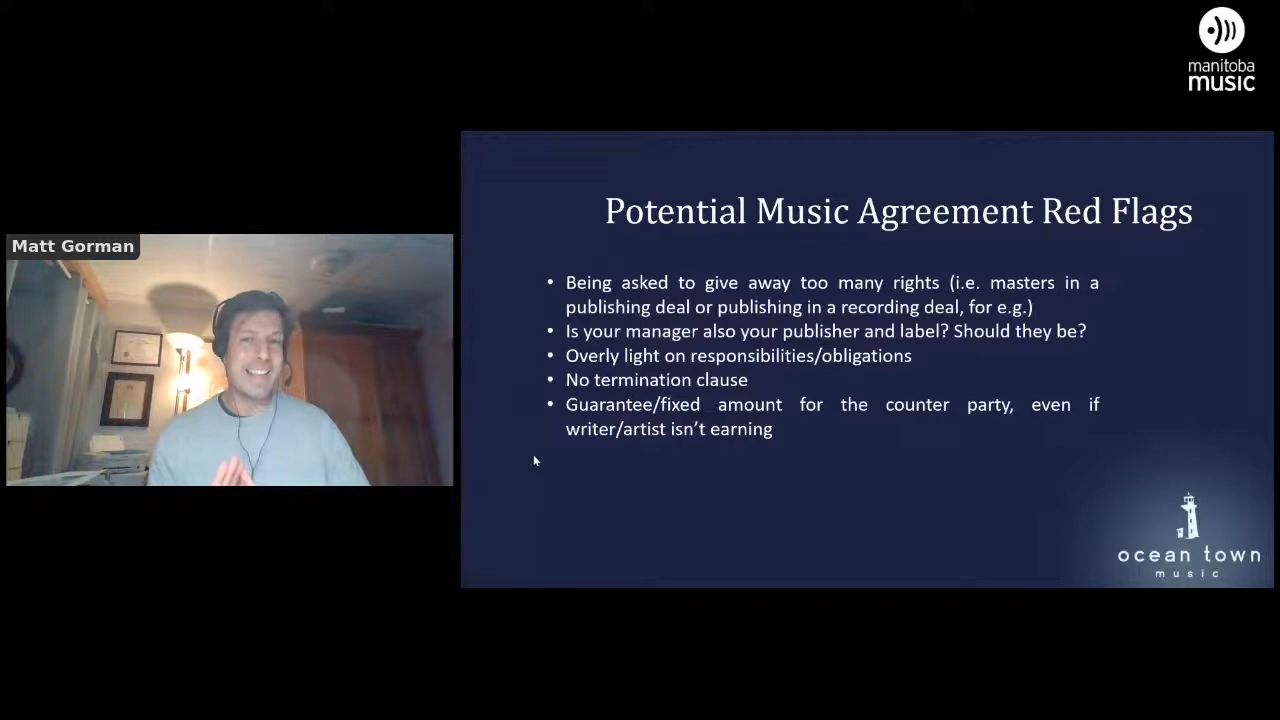 manitoba
music
Matt Gorman
Potential Music Agreement Red Flags
• Being asked to give away too many rights (i.e. masters in a
publishing deal or publishing in a recording deal, for e.g.)
• Is your manager also your publisher and label? Should they be?
• Overly light on responsibilities/obligations
• No termination clause
• Guarantee/fixed amount for the counter party, even if
writer/artist isn’t earning
ocean town
music